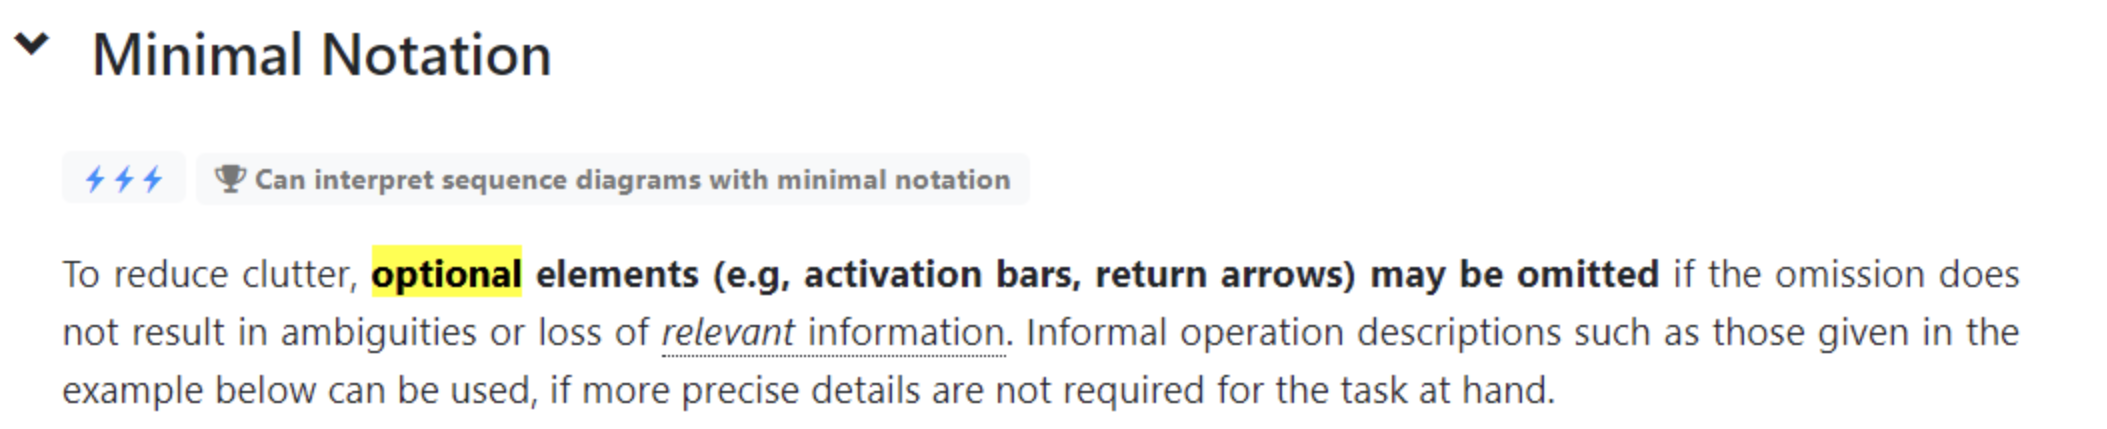 Minimal Notation
Can interpret sequence diagrams with minimal notation
To reduce clutter, optional elements (e.g, activation bars, return arrows) may be omitted if the omission does
not result in ambiguities or loss of relevant information. Informal operation descriptions such as those given in the
example below can be used, if more precise details are not required for the task at hand.